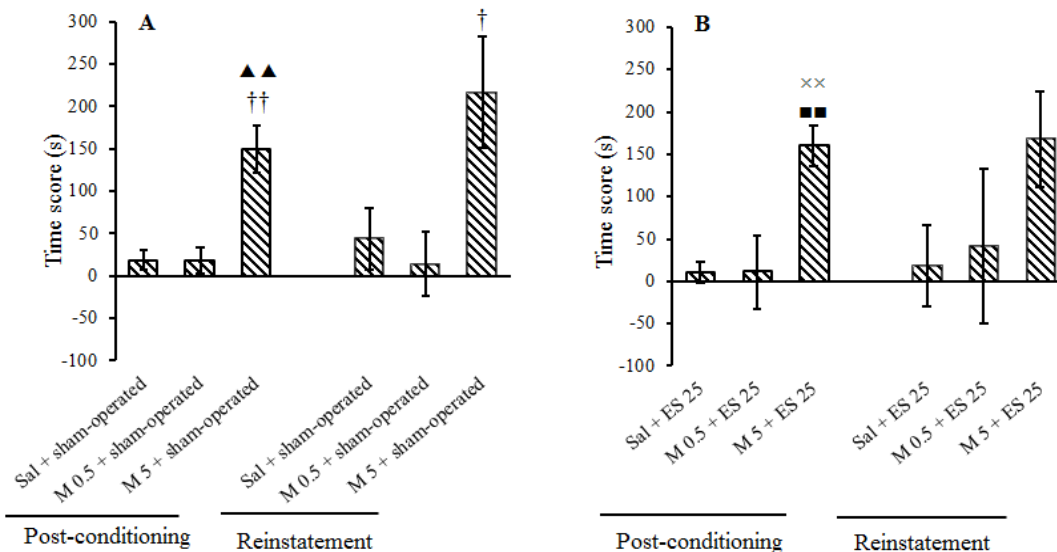 A
Time score (s)
300
250
200
150
100
50
0
-50
-100
▲▲
††
†
Sal + sham-operated
M 0.5 + sham-operated
M 5 + sham-operated
Sal + sham-operated
M 0.5 + sham-operated
M 5 + sham-operated
Post-conditioning
Reinstatement
B
Time score (s)
300
250
200
150
100
50
0
-50
-100
××
■■
Sal + ES 25
M 0.5 + ES 25
M 5 + ES 25
Sal + ES 25
M 0.5 + ES 25
M 5 + ES 25
Post-conditioning
Reinstatement